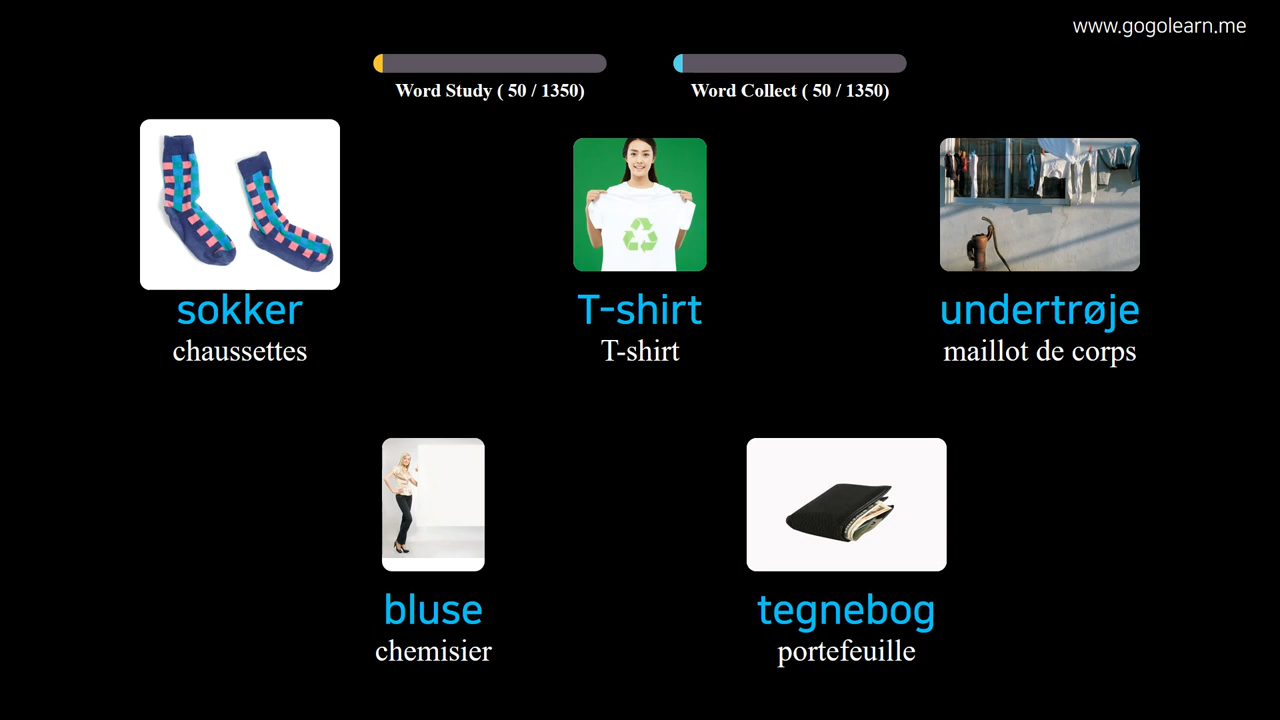 www.gogolearn.me
Word Study ( 50 / 1350)
Word Collect ( 50 / 1350)
sokker
chaussettes
T-shirt
T-shirt
undertrøje
maillot de corps
bluse
chemisier
tegnebog
portefeuille